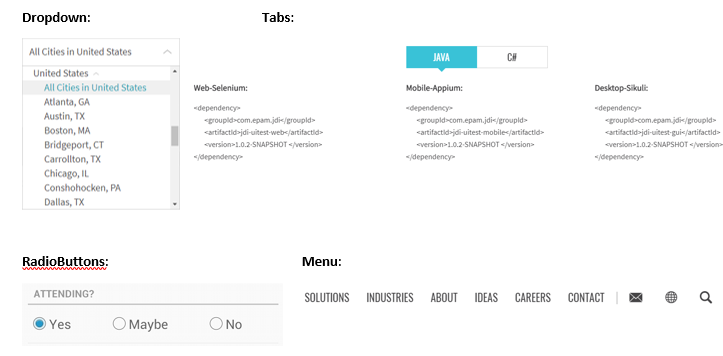 Dropdown:
Tabs:
All Cities in United States
United States
All Cities in United States
Atlanta, GA
Austin, TX
Boston, MA
Bridgeport, CT
Carrollton, TX
Chicago, IL
Conshohocken, PA
Dallas, TX
JAVA
C#
Web-Selenium:
<dependency>
<groupId>com.epam.jdi</groupId>
<artifactId>jdi-uitest-web</artifactId>
<version>1.0.2-SNAPSHOT </version>
</dependency>
Mobile-Appium:
<dependency>
<groupId>com.epam.jdi</groupId>
<artifactId>jdi-uitest-mobile</artifactId>
<version>1.0.2-SNAPSHOT </version>
</dependency>
Desktop-Sikuli:
<dependency>
<groupId>com.epam.jdi</groupId>
<artifactId>jdi-uitest-gui</artifactId>
<version>1.0.2-SNAPSHOT </version>
</dependency>
RadioButtons:
ATTENDING?
Yes Maybe No
Menu:
SOLUTIONS INDUSTRIES ABOUT IDEAS CAREERS CONTACT